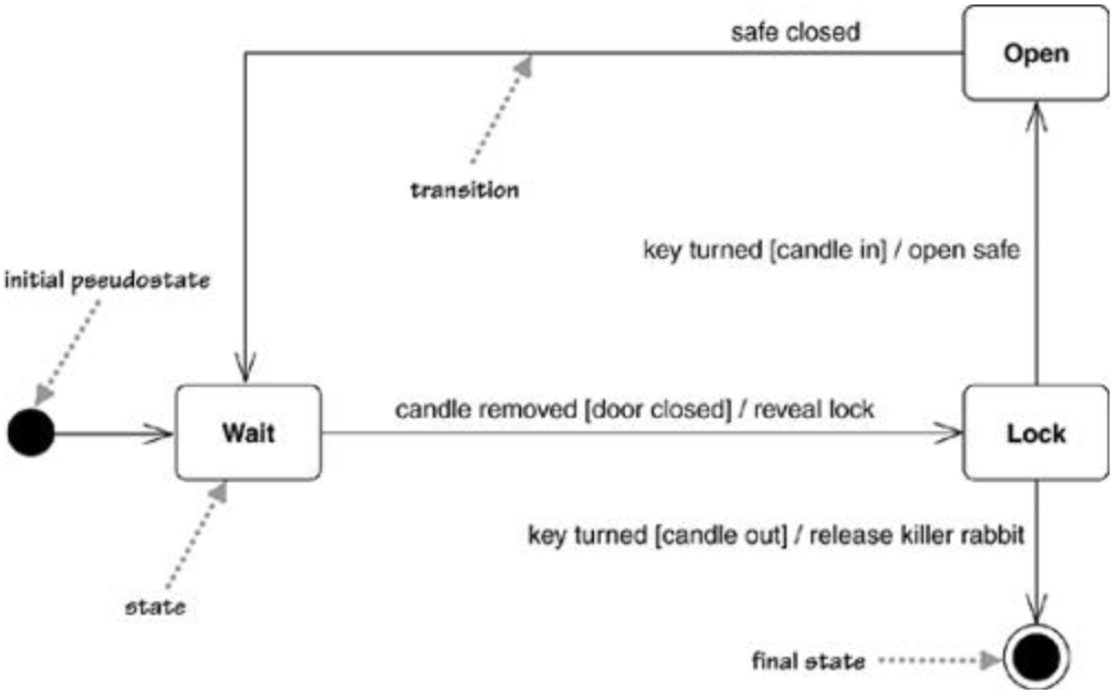 safe closed
Open
transition
key turned [candle in] / open safe
initial pseudostate
candle removed [door closed] / reveal lock
Wait
Lock
key turned [candle out] / release killer rabbit
state
final state